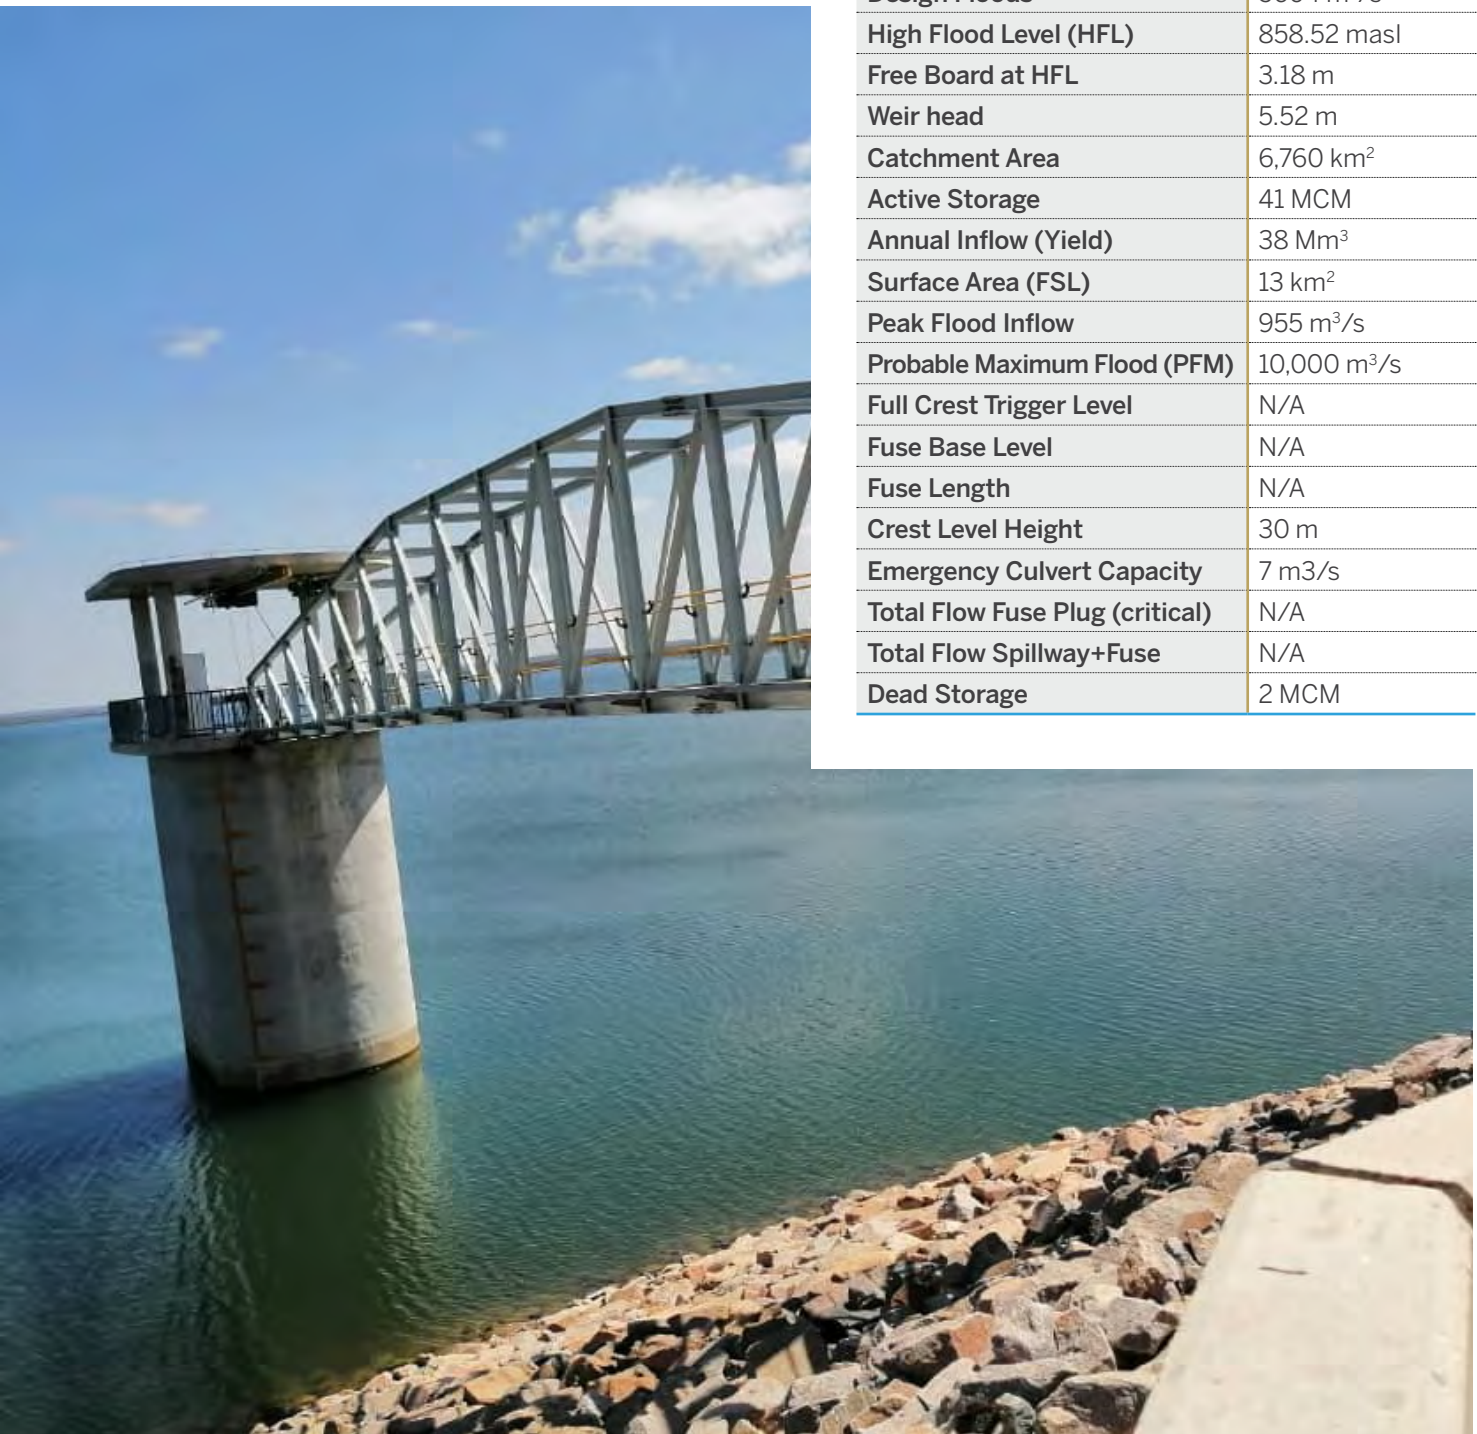 High Flood Level (HFL) 858.52 masl
Free Board at HFL 3.18 m
Weir head 5.52 m
Catchment Area 6,760 km²
Active Storage 41 MCM
Annual Inflow (Yield) 38 Mm³
Surface Area (FSL) 13 km²
Peak Flood Inflow 955 m³/s
Probable Maximum Flood (PFM) 10,000 m³/s
Full Crest Trigger Level N/A
Fuse Base Level N/A
Fuse Length N/A
Crest Level Height 30 m
Emergency Culvert Capacity 7 m3/s
Total Flow Fuse Plug (critical) N/A
Total Flow Spillway+Fuse N/A
Dead Storage 2 MCM